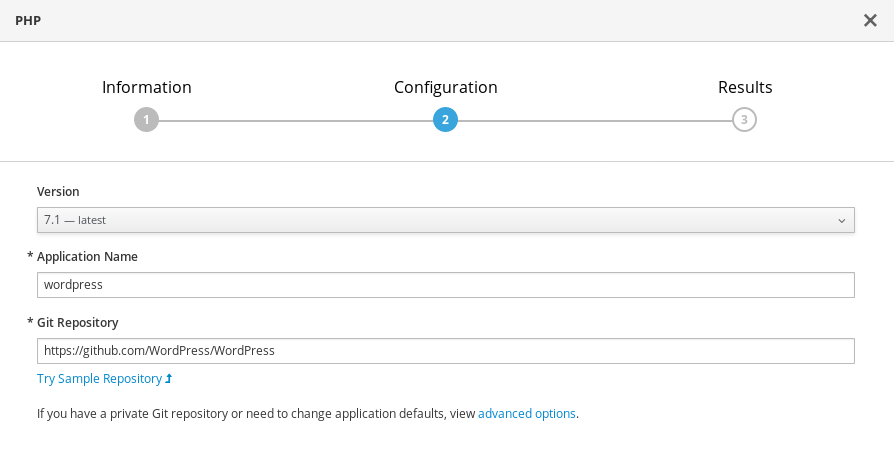 PHP
Information Configuration Results
1 2 3
Version
7.1 — latest
* Application Name
wordpress
* Git Repository
https://github.com/WordPress/WordPress
Try Sample Repository
If you have a private Git repository or need to change application defaults, view advanced options.